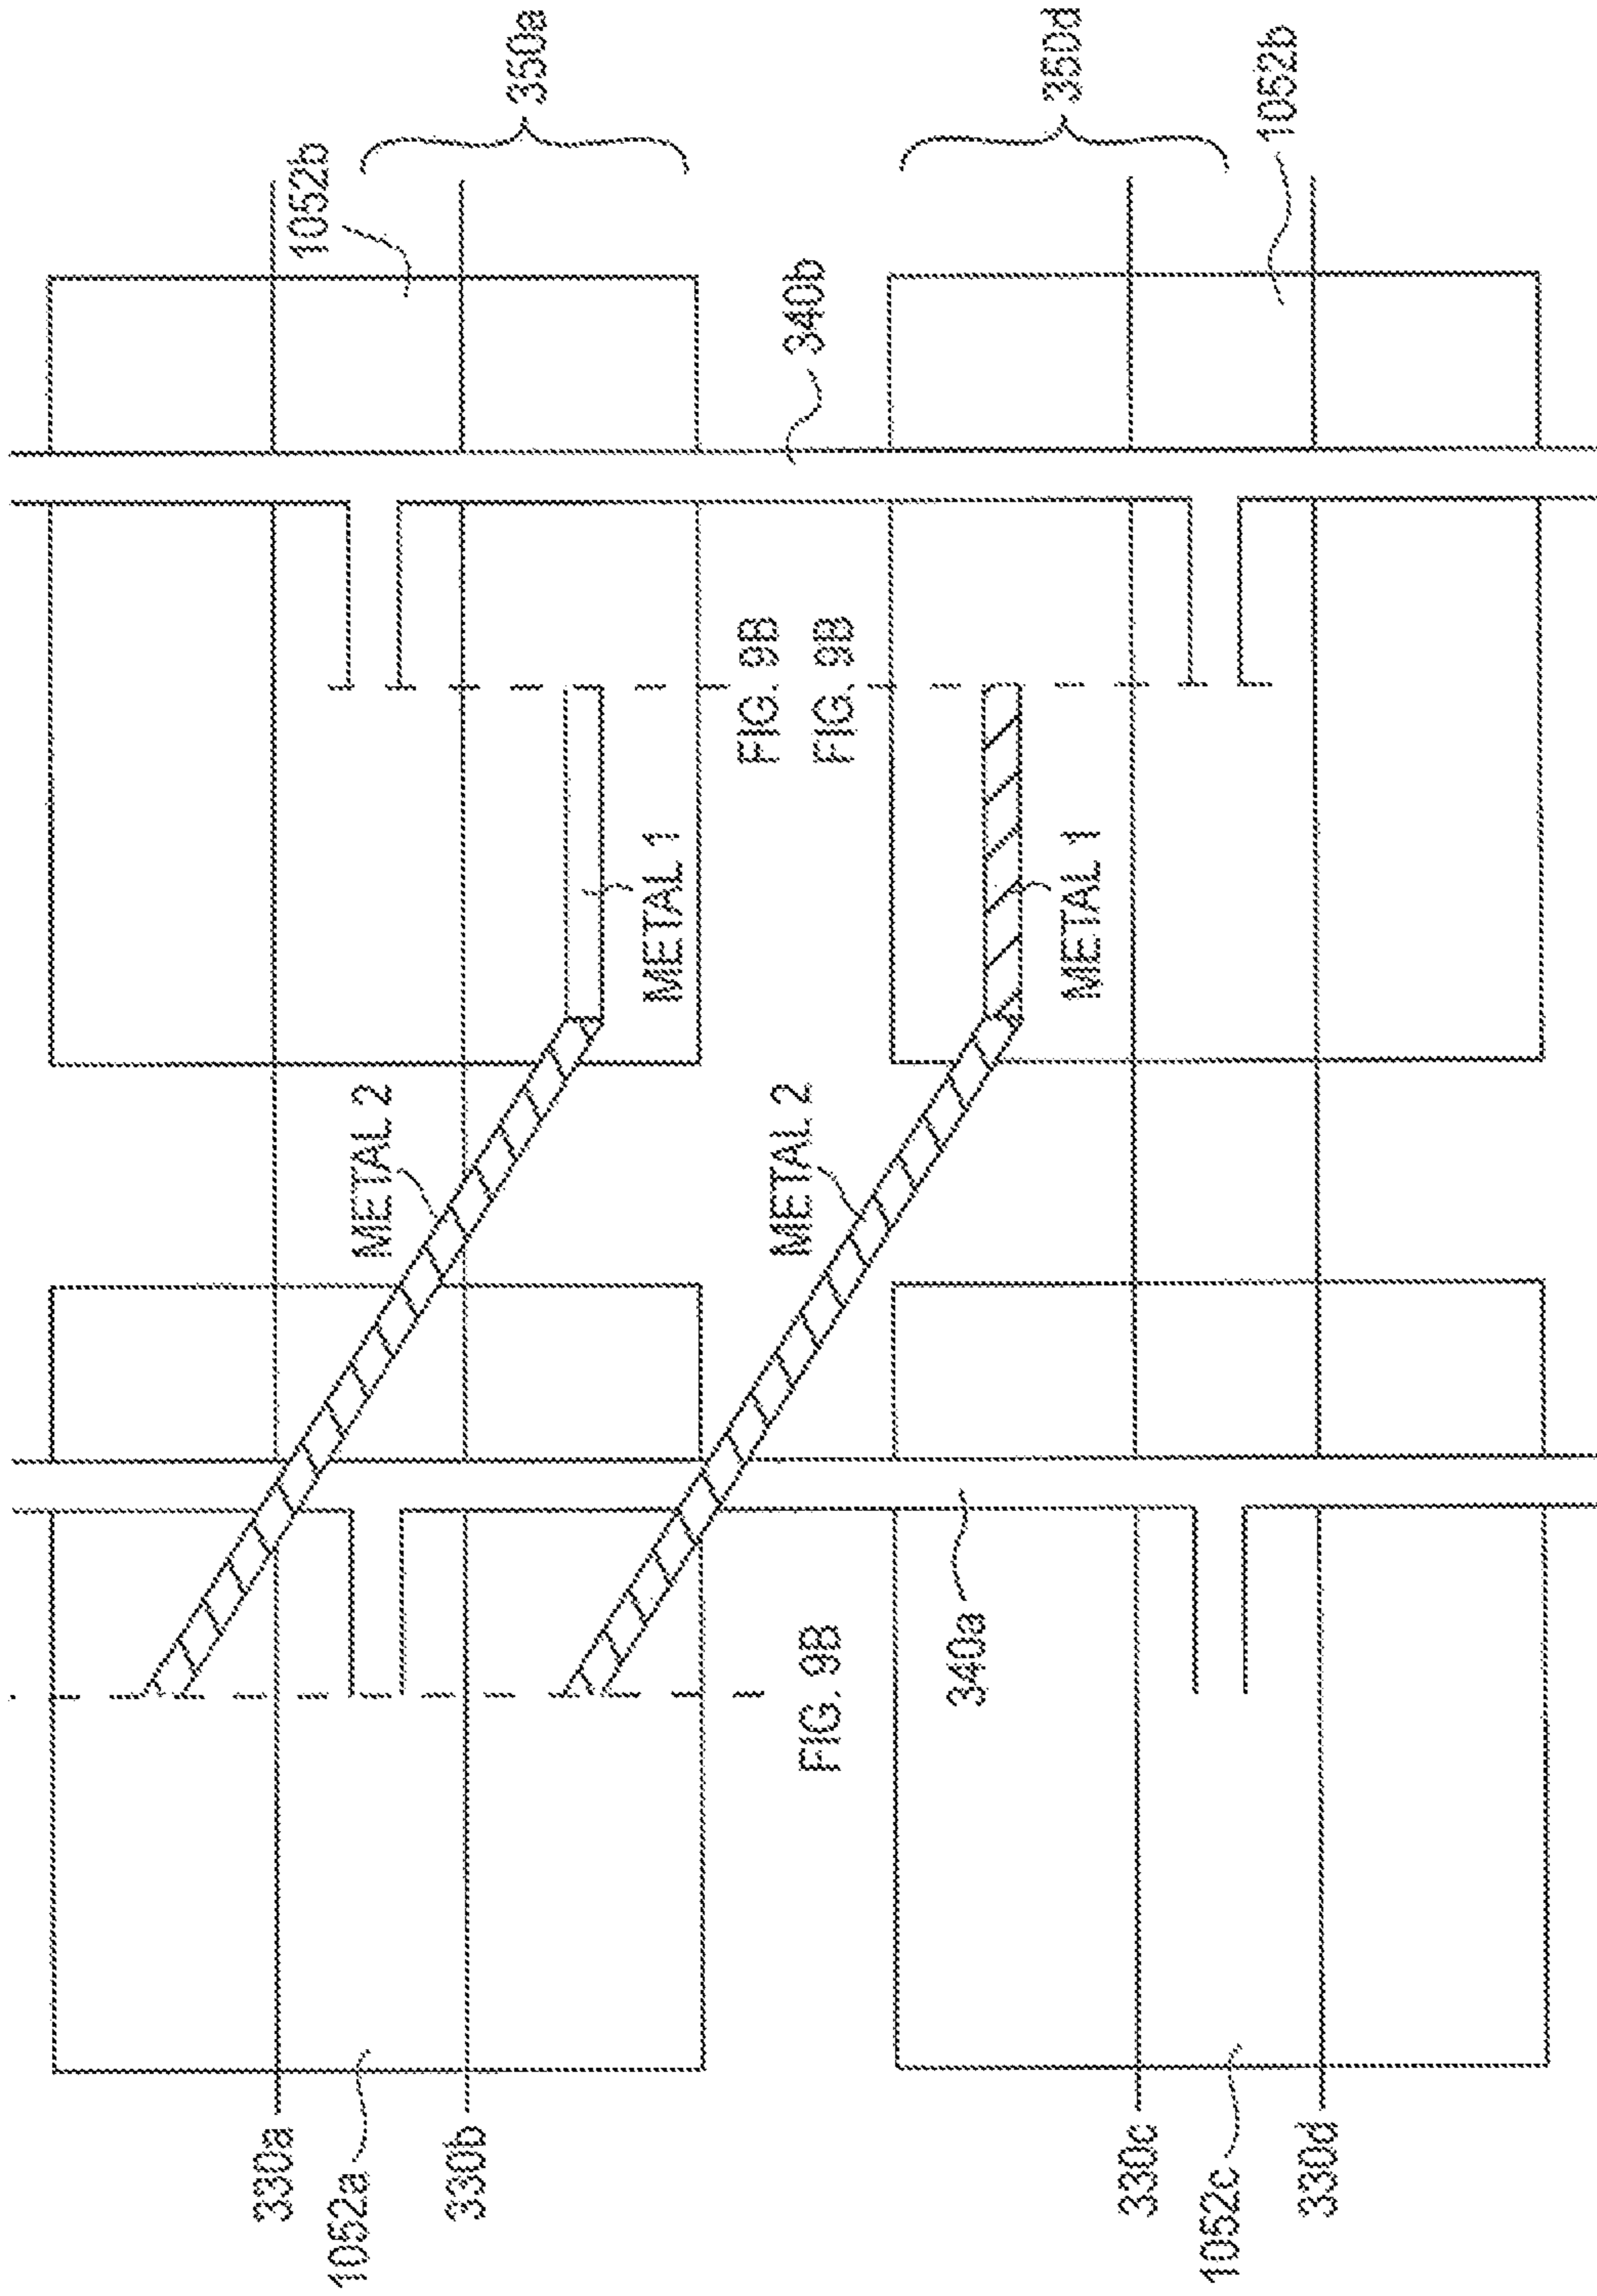 330a
1052b
1052a
METAL 2
330b
350a
METAL 1
FIG. 9B
METAL 2
340b
FIG. 9B
FIG. 9B
340a
METAL 1
350d
330c
1052c
1052b
330d